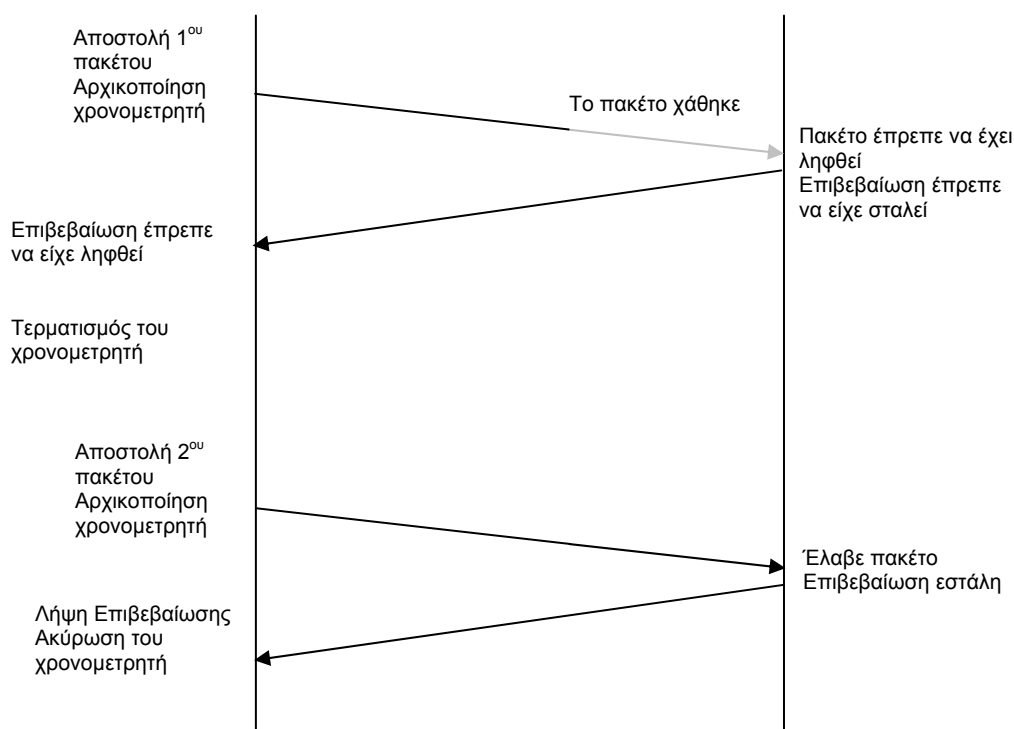 Αποστολή 1ου
πακέτου
Αρχικοποίηση
χρονομετρητή
Το πακέτο χάθηκε
Πακέτο έπρεπε να έχει
ληφθεί
Επιβεβαίωση έπρεπε
να είχε σταλεί
Επιβεβαίωση έπρεπε
να είχε ληφθεί
Τερματισμός του
χρονομετρητή
Αποστολή 2ου
πακέτου
Αρχικοποίηση
χρονομετρητή
Έλαβε πακέτο
Επιβεβαίωση εστάλη
Λήψη Επιβεβαίωσης
Ακύρωση του
χρονομετρητή